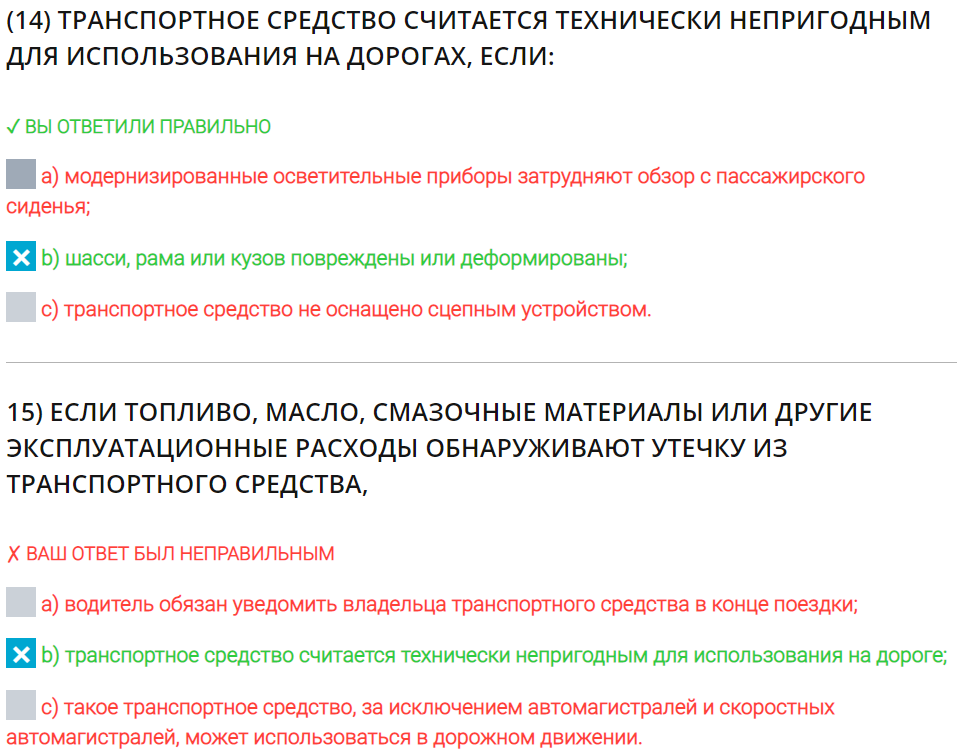 (14) ТРАНСПОРТНОЕ СРЕДСТВО СЧИТАЕТСЯ ТЕХНИЧЕСКИ НЕПРИГОДНЫМ
ДЛЯ ИСПОЛЬЗОВАНИЯ НА ДОРОГАХ, ЕСЛИ:
✓ ВЫ ОТВЕТИЛИ ПРАВИЛЬНО
a) модернизированные осветительные приборы затрудняют обзор с пассажирского
сиденья;
b) шасси, рама или кузов повреждены или деформированы;
c) транспортное средство не оснащено сцепным устройством.
15) ЕСЛИ ТОПЛИВО, МАСЛО, СМАЗОЧНЫЕ МАТЕРИАЛЫ ИЛИ ДРУГИЕ
ЭКСПЛУАТАЦИОННЫЕ РАСХОДЫ ОБНАРУЖИВАЮТ УТЕЧКУ ИЗ
ТРАНСПОРТНОГО СРЕДСТВА,
✗ ВАШ ОТВЕТ БЫЛ НЕПРАВИЛЬНЫМ
a) водитель обязан уведомить владельца транспортного средства в конце поездки;
b) транспортное средство считается технически непригодным для использования на дороге;
c) такое транспортное средство, за исключением автомагистралей и скоростных
автомагистралей, может использоваться в дорожном движении.